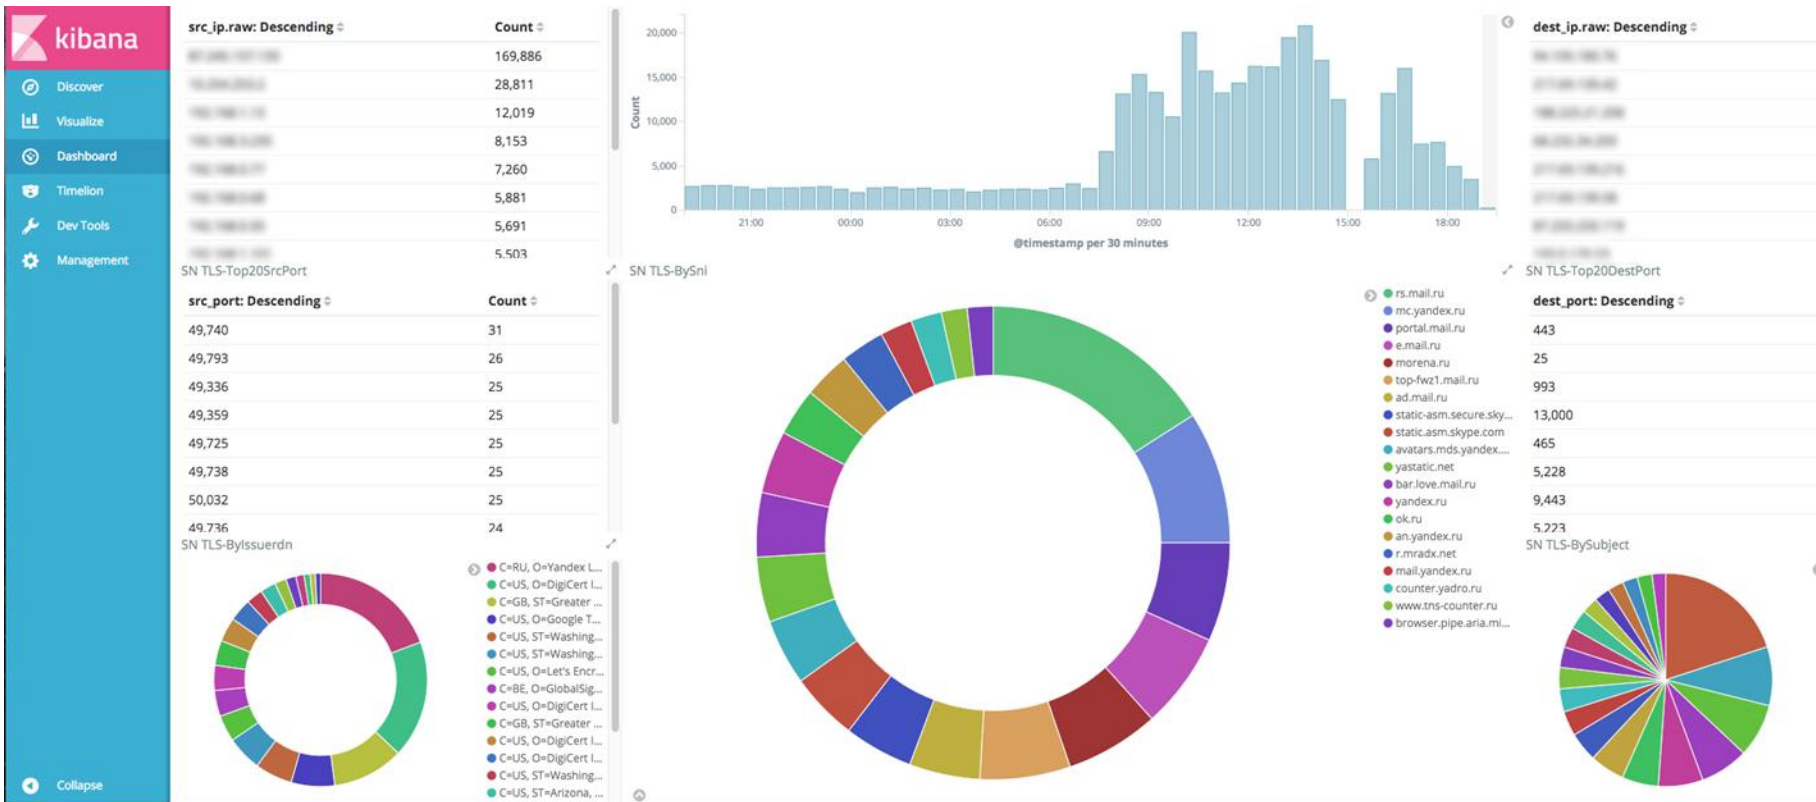 kibana
Discover
Visualize
Dashboard
Timelion
Dev Tools
Management
Collapse
src_ip.raw: Descending Count
169,886
28,811
12,019
8,153
7,260
5,881
5,691
5,503
SN TLS-Top20SrcPort
src_port: Descending Count
49,740 31
49,793 26
49,336 25
49,359 25
49,725 25
49,738 25
50,032 25
49,736 24
SN TLS-ByIssuerdn
C=RU, O=Yandex L...
C=US, O=DigiCert I...
C=GB, ST=Greater ...
C=US, O=Google T...
C=US, ST=Washing...
C=US, ST=Washing...
C=US, O=Let's Encr...
C=BE, O=GlobalSig...
C=US, O=DigiCert I...
C=GB, ST=Greater ...
C=US, O=DigiCert I...
C=US, O=DigiCert I...
C=US, ST=Washing...
C=US, ST=Arizona, ...
Count
20,000
15,000
10,000
5,000
0
21:00 00:00 03:00 06:00 09:00 12:00 15:00 18:00
@timestamp per 30 minutes
SN TLS-BySni
rs.mail.ru
mc.yandex.ru
portal.mail.ru
e.mail.ru
morena.ru
top-fwz1.mail.ru
ad.mail.ru
static-asm.secure.sky...
static.asm.skype.com
avatars.mds.yandex....
yastatic.net
bar.love.mail.ru
yandex.ru
ok.ru
an.yandex.ru
r.mradx.net
mail.yandex.ru
counter.yadro.ru
www.tns-counter.ru
browser.pipe.aria.mi...
dest_ip.raw: Descending
SN TLS-Top20DestPort
dest_port: Descending
443
25
993
13,000
465
5,228
9,443
5,223
SN TLS-BySubject